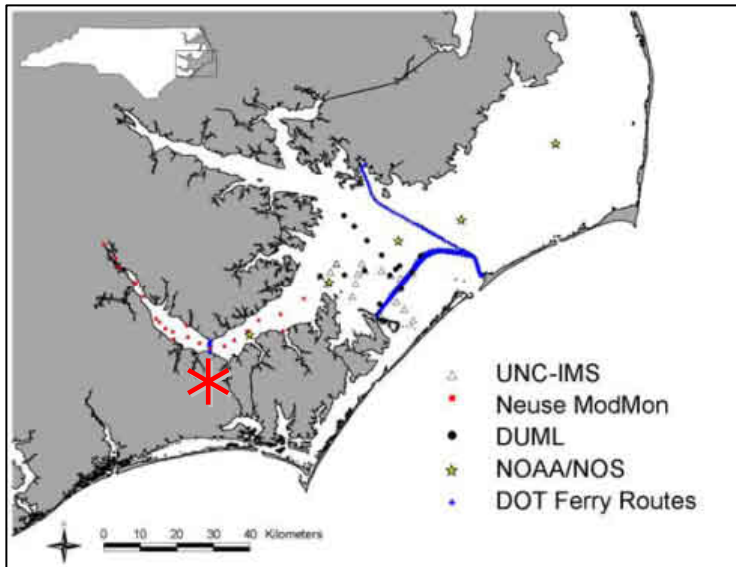 UNC-IMS
Neuse ModMon
DUML
NOAA/NOS
DOT Ferry Routes
0 10 20 30 40 Kilometers